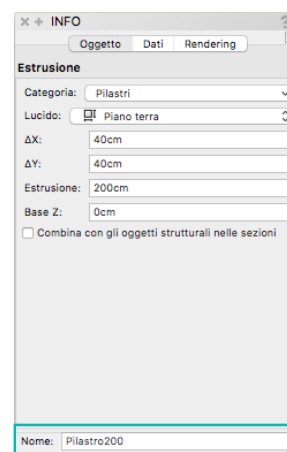 INFO
?
Oggetto Dati Rendering
Estrusione
Categoria: Pilastri
Lucido: Piano terra
ΔX: 40cm
ΔY: 40cm
Estrusione: 200cm
Base Z: 0cm
Combina con gli oggetti strutturali nelle sezioni
Nome: Pilastro200